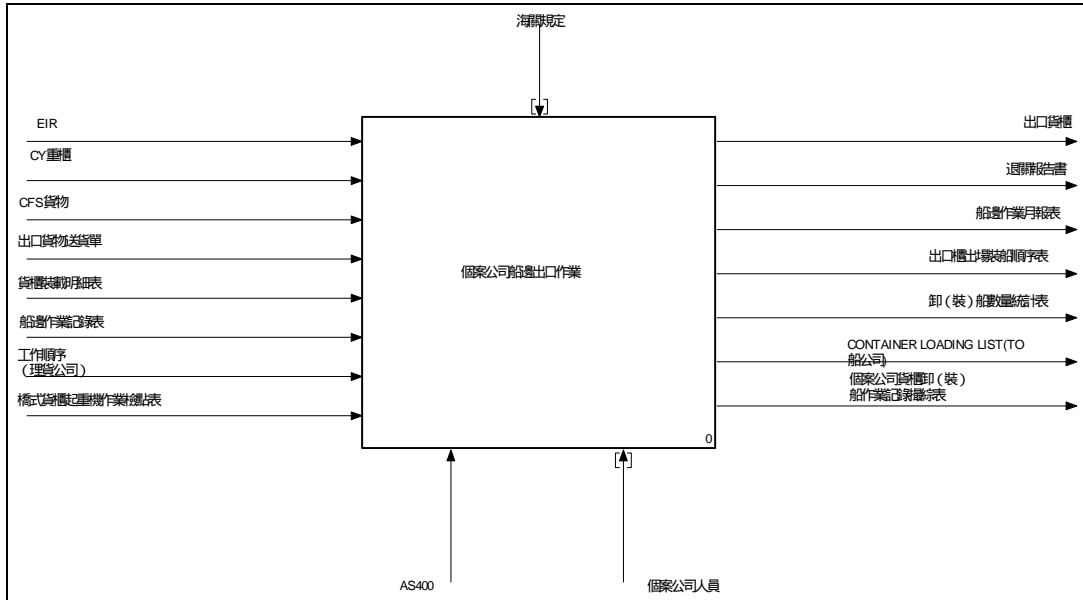 海關規定
EIR
CY重櫃
CFS貨物
出口貨物送貨單
貨櫃裝載明細表
船邊作業記錄表
工作順序
（理貨公司）
橋式貨櫃起重機作業檢點表
個案公司船邊出口作業
0
出口貨櫃
退關報告書
船邊作業月報表
出口櫃出場裝船順序表
卸（裝）船數量統計表
CONTAINER LOADING LIST(TO
船公司)
個案公司貨櫃卸（裝）
船作業記錄撮綜表
AS400
個案公司人員